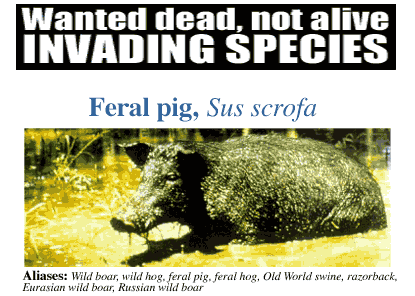 Wanted dead, not alive
INVADING SPECIES
Feral pig, Sus scrofa
Aliases: Wild boar, wild hog, feral pig, feral hog, Old World swine, razorback,
Eurasian wild boar, Russian wild boar